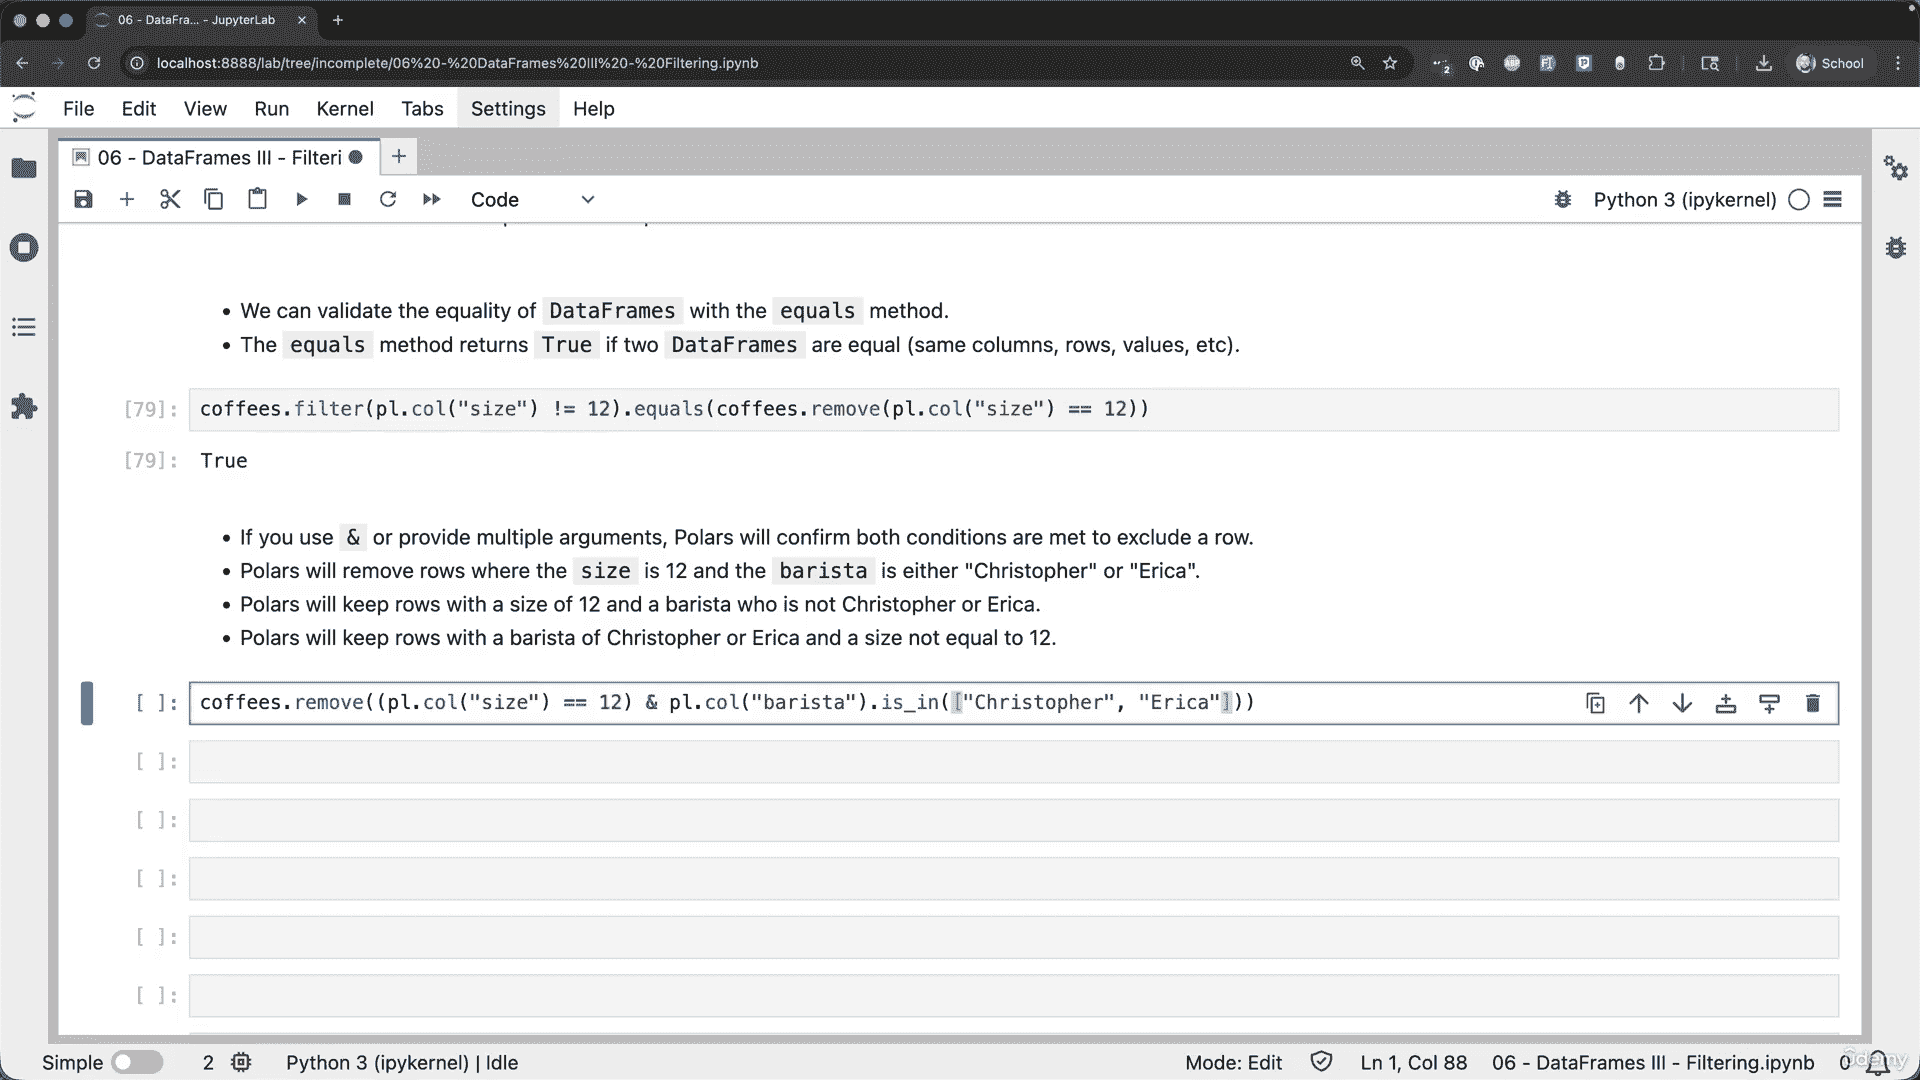 06 - DataFra... - JupyterLab
localhost:8888/lab/tree/incomplete/06%20-%20DataFrames%20III%20-%20Filtering.ipynb
2
School
File Edit View Run Kernel Tabs Settings Help
06 - DataFrames III - Filteri
Code
Python 3 (ipykernel)
• We can validate the equality of DataFrames with the equals method.
• The equals method returns True if two DataFrames are equal (same columns, rows, values, etc).
[79]: coffees.filter(pl.col("size") != 12).equals(coffees.remove(pl.col("size") == 12))
[79]: True
• If you use & or provide multiple arguments, Polars will confirm both conditions are met to exclude a row.
• Polars will remove rows where the size is 12 and the barista is either "Christopher" or "Erica".
• Polars will keep rows with a size of 12 and a barista who is not Christopher or Erica.
• Polars will keep rows with a barista of Christopher or Erica and a size not equal to 12.
[ ]: coffees.remove((pl.col("size") == 12) & pl.col("barista").is_in(["Christopher", "Erica"]))
[ ]:
[ ]:
[ ]:
[ ]:
[ ]:
Simple 2 Python 3 (ipykernel) | Idle Mode: Edit Ln 1, Col 88 06 - DataFrames III - Filtering.ipynb 0
Udemy